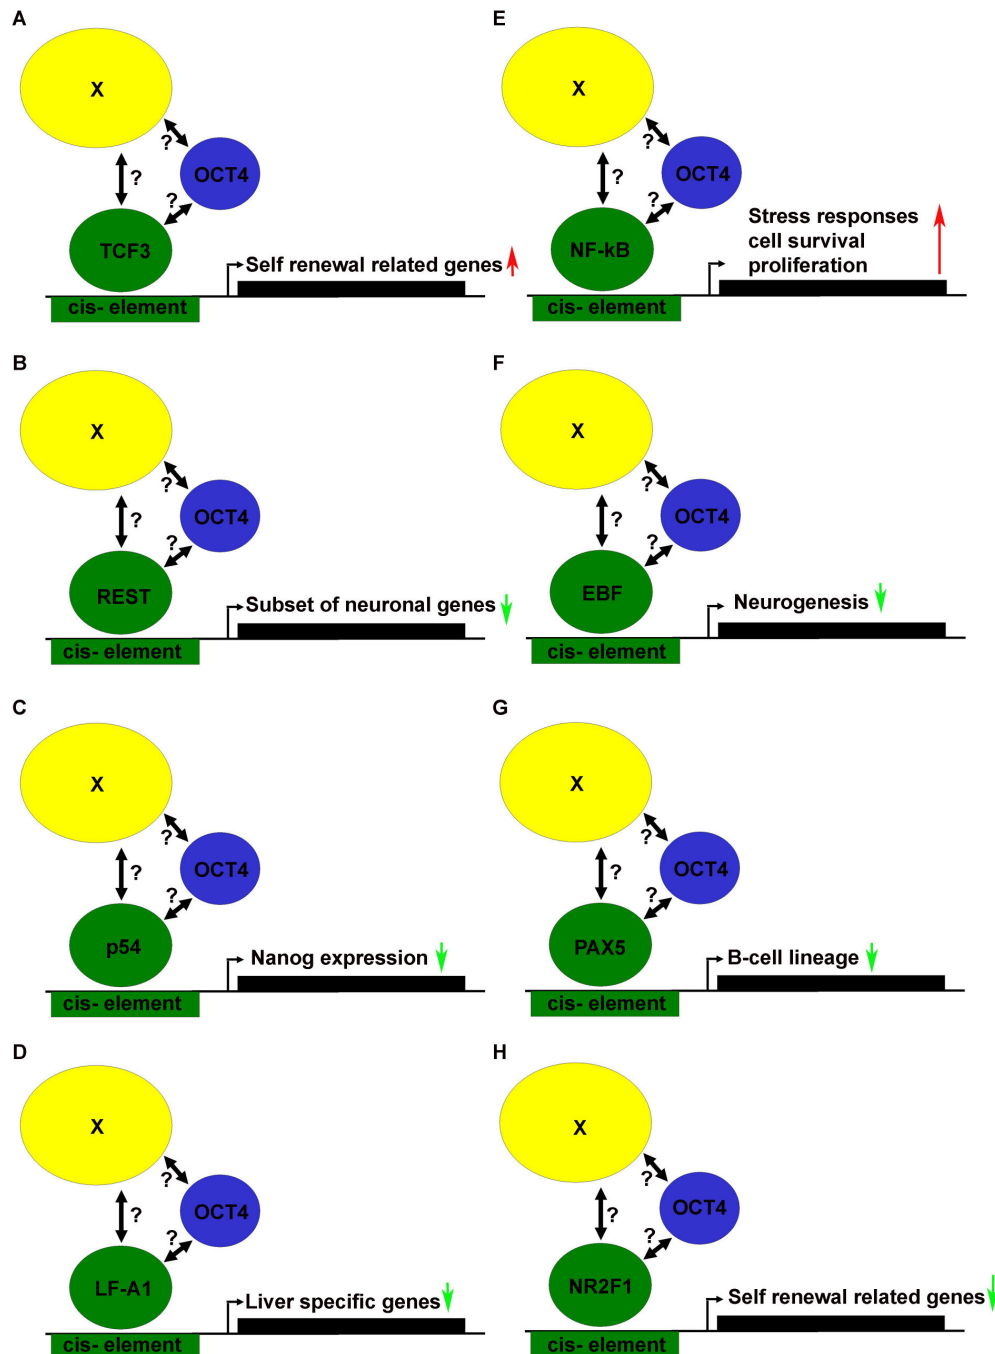 A
X
?
?
OCT4
?
TCF3
Self renewal related genes
cis- element
B
X
?
?
OCT4
?
REST
Subset of neuronal genes
cis- element
C
X
?
?
OCT4
?
p54
Nanog expression
cis- element
D
X
?
?
OCT4
?
LF-A1
Liver specific genes
cis- element
E
X
?
?
OCT4
?
NF-kB
Stress responses
cell survival
proliferation
cis- element
F
X
?
?
OCT4
?
EBF
Neurogenesis
cis- element
G
X
?
?
OCT4
?
PAX5
B-cell lineage
cis- element
H
X
?
?
OCT4
?
NR2F1
Self renewal related genes
cis- element